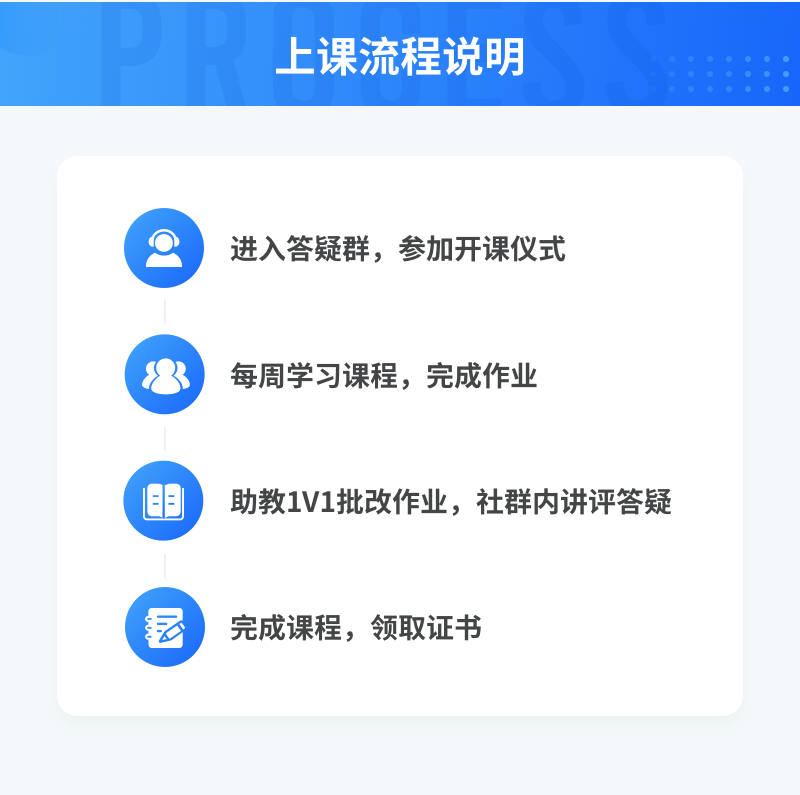 PROCESS
上课流程说明
进入答疑群，参加开课仪式
每周学习课程，完成作业
助教1V1批改作业，社群内讲评答疑
完成课程，领取证书